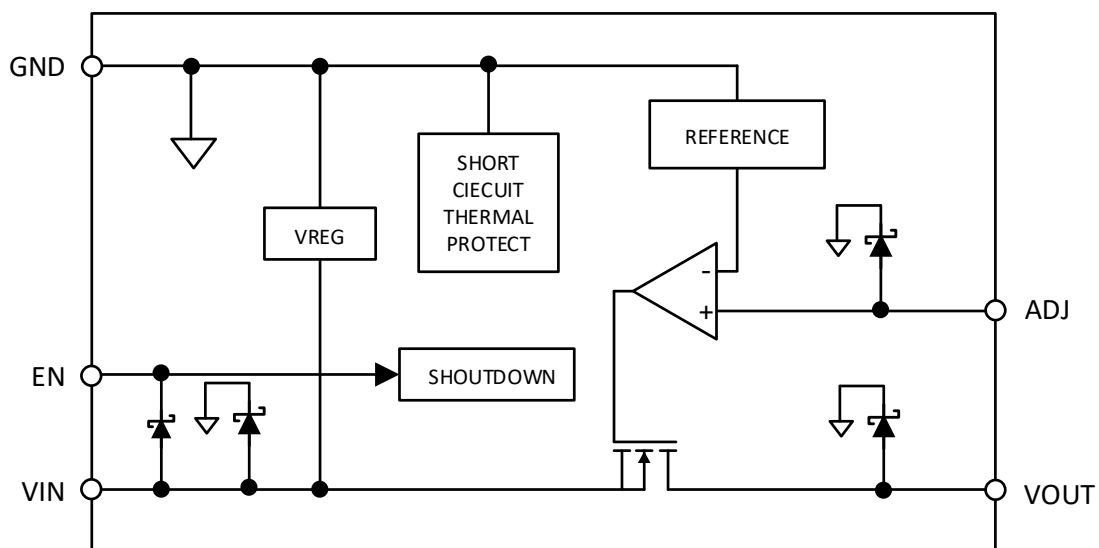 GND
REFERENCE
SHORT
CIECUIT
THERMAL
PROTECT
VREG
-
+
ADJ
EN
SHOUTDOWN
VIN
VOUT